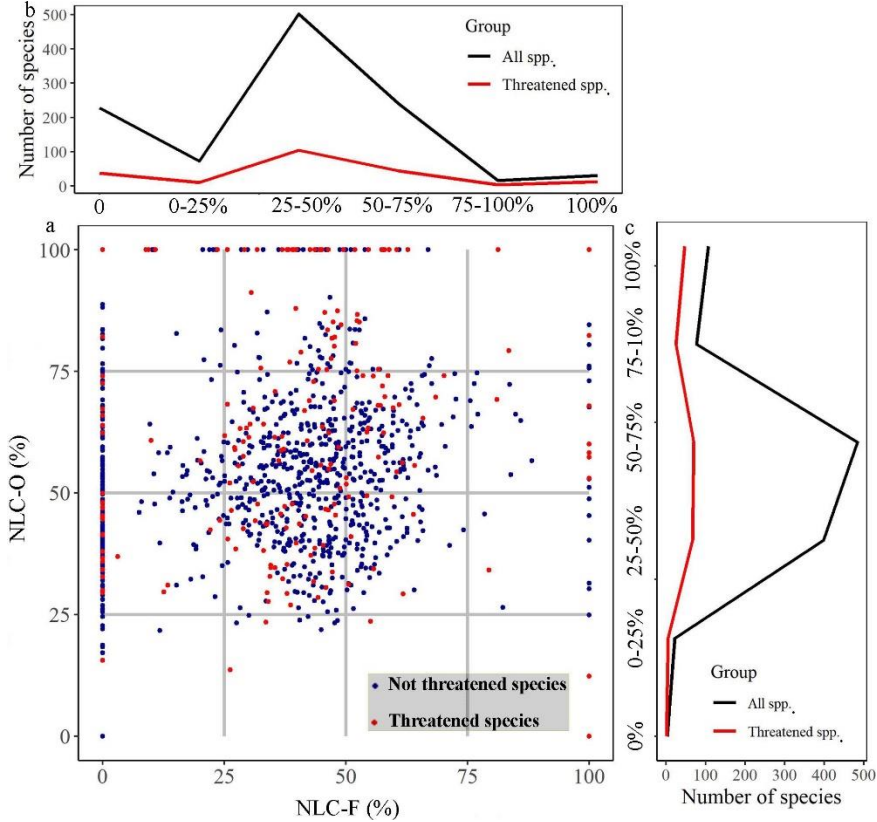 b
Number of species
500
400
300
200
100
0
Group
All spp.
Threatened spp.
0 0-25% 25-50% 50-75% 75-100% 100%
a
NLC-O (%)
100
75
50
25
0
Not threatened species
Threatened species
0 25 50 75 100
NLC-F (%)
c
100%
75-10%
50-75%
25-50%
0-25%
0%
Group
All spp.
Threatened spp.
0 100 200 300 400 500
Number of species